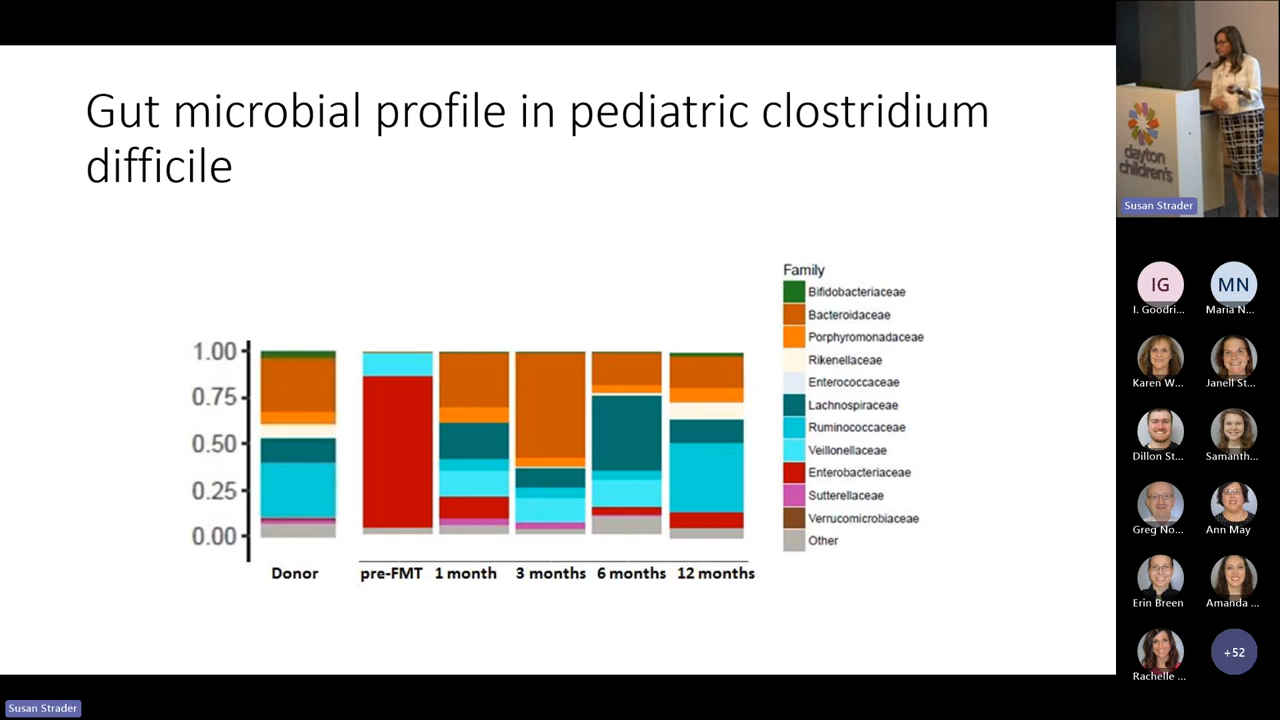 Gut microbial profile in pediatric clostridium
difficile
Family
Bifidobacteriaceae
Bacteroidaceae
Porphyromonadaceae
Rikenellaceae
Enterococcaceae
Lachnospiraceae
Ruminococcaceae
Veillonellaceae
Enterobacteriaceae
Sutterellaceae
Verrucomicrobiaceae
Other
1.00
0.75
0.50
0.25
0.00
Donor
pre-FMT
1 month
3 months
6 months
12 months
dayton
children's
Susan Strader
IG
I. Goodri...
MN
Maria N...
Karen W...
Janell St...
Dillon St...
Samanth...
Greg No...
Ann May
Erin Breen
Amanda ...
Rachelle ...
+52
Susan Strader